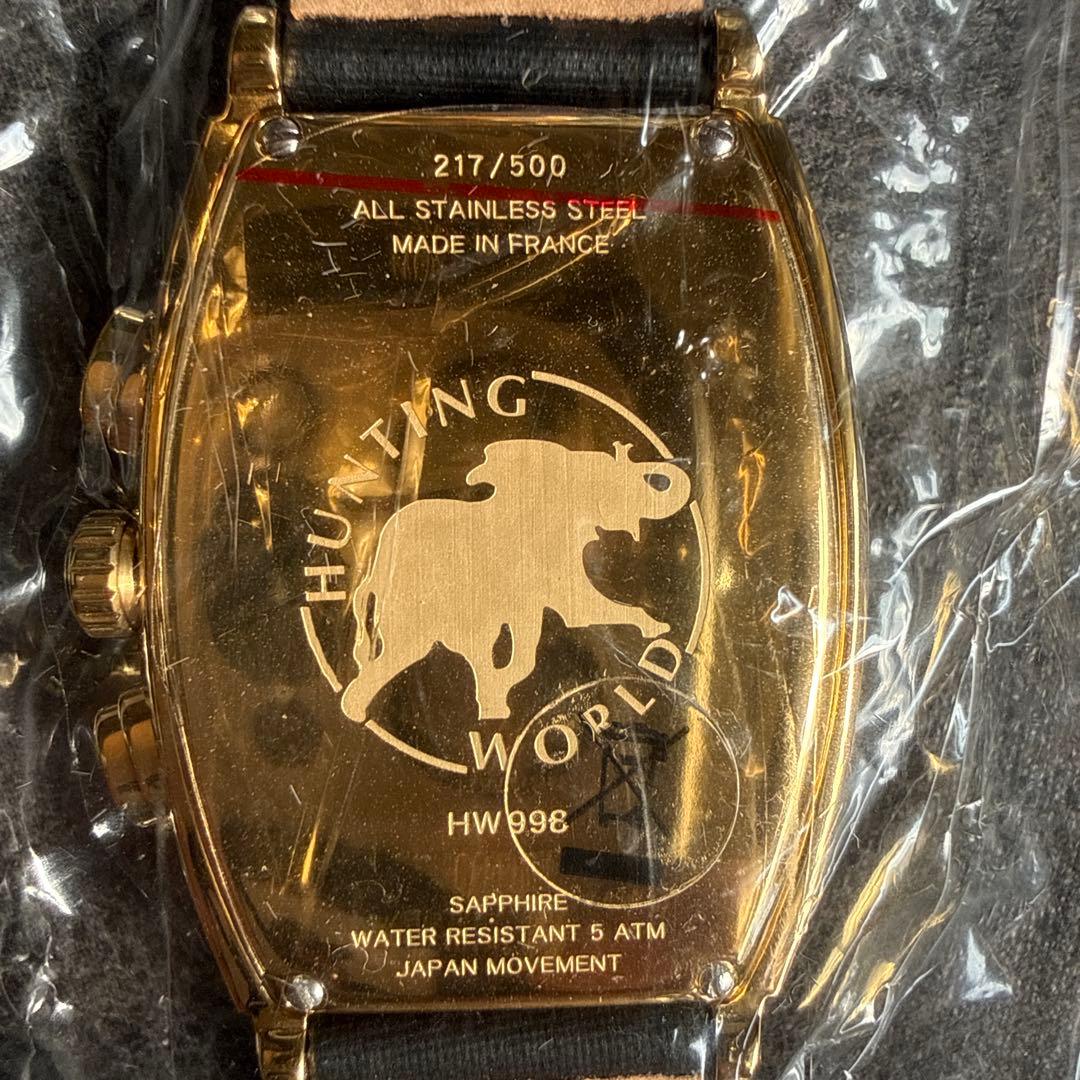 217/500
ALL STAINLESS STEEL
MADE IN FRANCE
HUNTING
WORLD
HW998
SAPPHIRE
WATER RESISTANT 5 ATM
JAPAN MOVEMENT